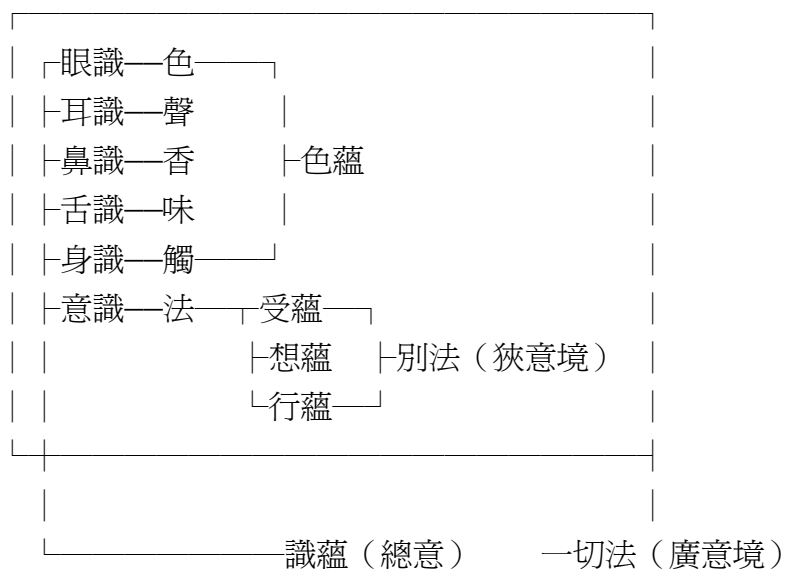 眼識—色
耳識—聲
鼻識—香 色蘊
舌識—味
身識—觸
意識—法 受蘊
想蘊 別法（狹意境）
行蘊
識蘊（總意） 一切法（廣意境）